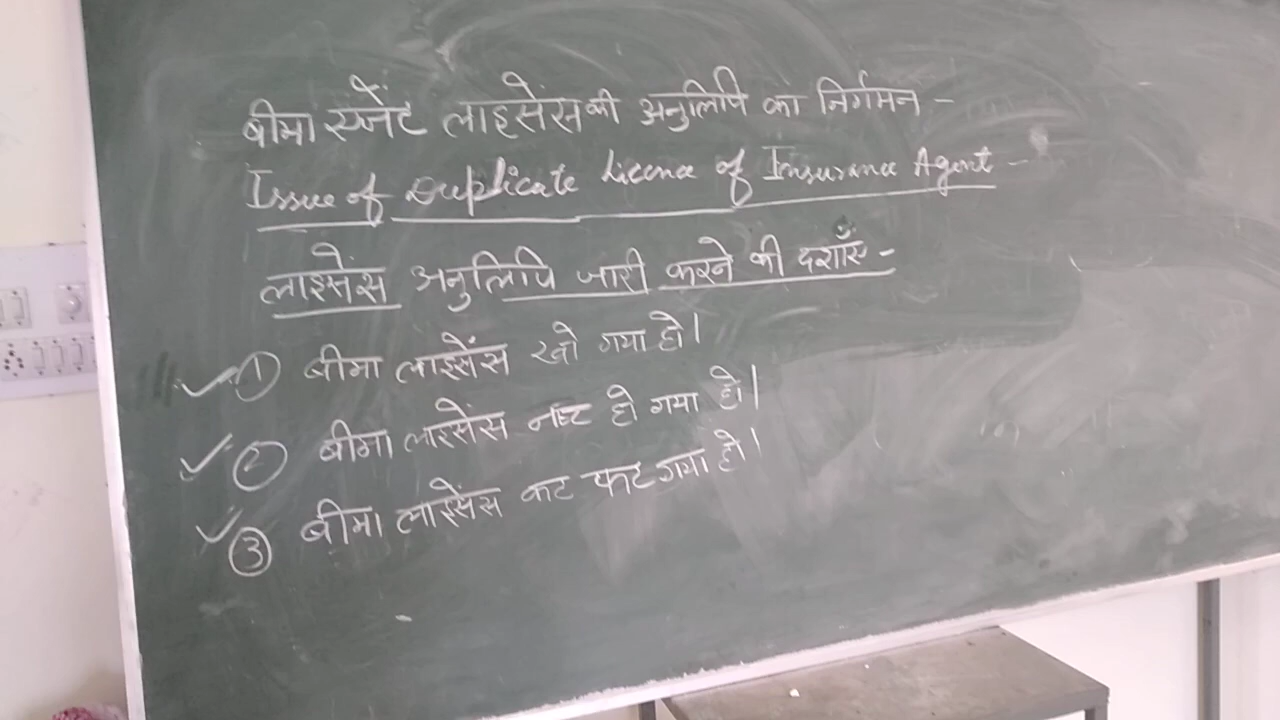 बीमा एजेंट लाइसेंस की अनुलिपि का निर्गमन -
Issue of Duplicate Licence of Insurance Agent -
लाइसेंस अनुलिपि जारी करने की दशाएँ -
① बीमा लाइसेंस खो गया हो।
② बीमा लाइसेंस नष्ट हो गया हो।
③ बीमा लाइसेंस कट फट गया हो।